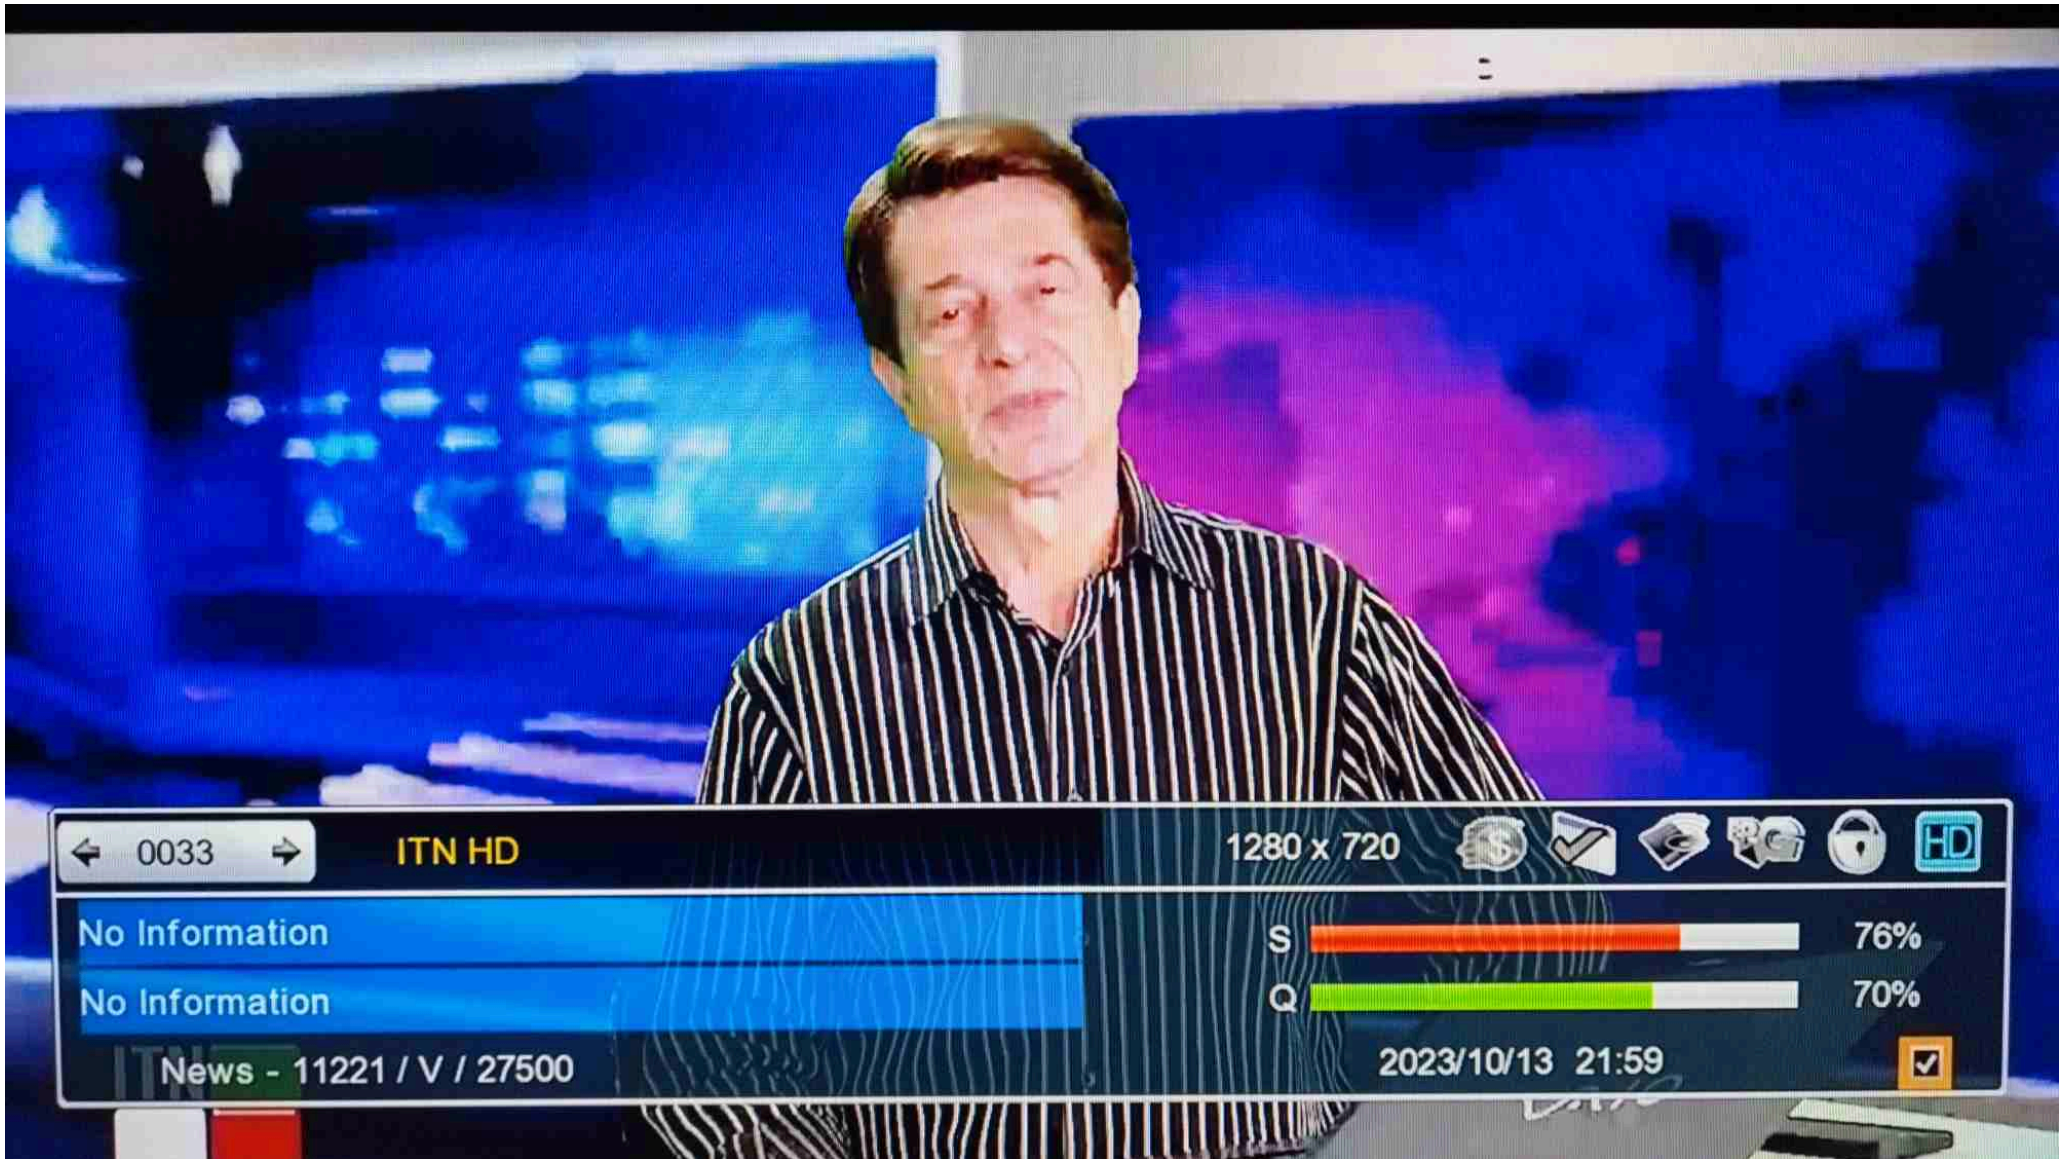 0033 ITN HD 1280 x 720 HD
No Information
S 76%
No Information
Q 70%
ITN
News - 11221 / V / 27500 2023/10/13 21:59